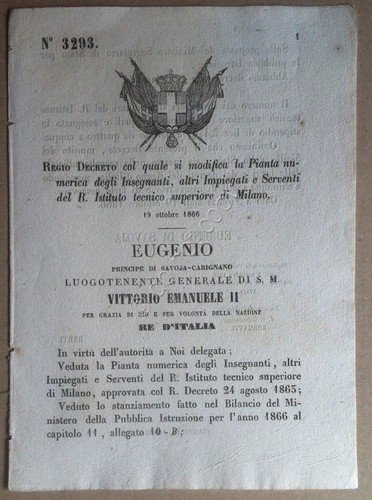 N° 3293.
1
REGIO DECRETO col quale si modifica la Pianta nu-
merica degli Insegnanti, altri Impiegati e Serventi
del R. Istituto tecnico superiore di Milano.
19 ottobre 1866
EUGENIO
PRINCIPE DI SAVOJA-CARIGNANO
LUOGOTENENTE GENERALE DI S. M.
VITTORIO EMANUELE II
PER GRAZIA DI DIO E PER VOLONTÀ DELLA NAZIONE
RE D'ITALIA
In virtù dell'autorità a Noi delegata;
Veduta la Pianta numerica degli Insegnanti, altri
Impiegati e Serventi del R. Istituto tecnico superiore
di Milano, approvata col R. Decreto 24 agosto 1865;
Veduto lo stanziamento fatto nel Bilancio del Mi-
nistero della Pubblica Istruzione per l'anno 1866 al
capitolo 11, allegato 10-B;